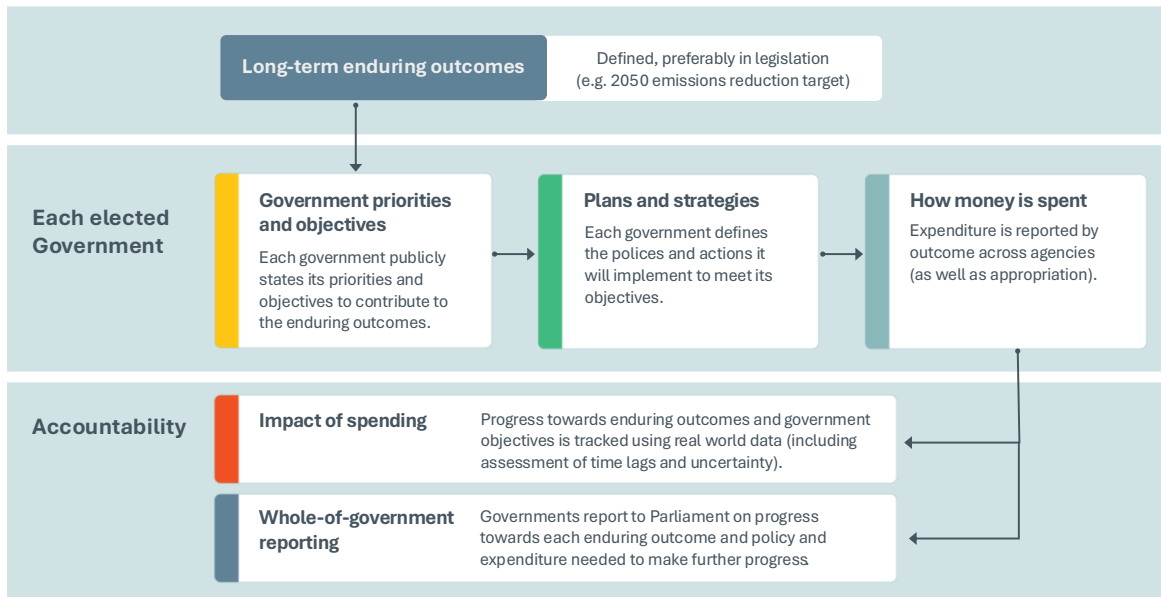 Long-term enduring outcomes
Defined, preferably in legislation
(e.g. 2050 emissions reduction target)
Each elected
Government
Government priorities
and objectives
Each government publicly
states its priorities and
objectives to contribute to
the enduring outcomes.
Plans and strategies
Each government defines
the polices and actions it
will implement to meet its
objectives.
How money is spent
Expenditure is reported by
outcome across agencies
(as well as appropriation).
Accountability
Impact of spending
Progress towards enduring outcomes and government
objectives is tracked using real world data (including
assessment of time lags and uncertainty).
Whole-of-government
reporting
Governments report to Parliament on progress
towards each enduring outcome and policy and
expenditure needed to make further progress.